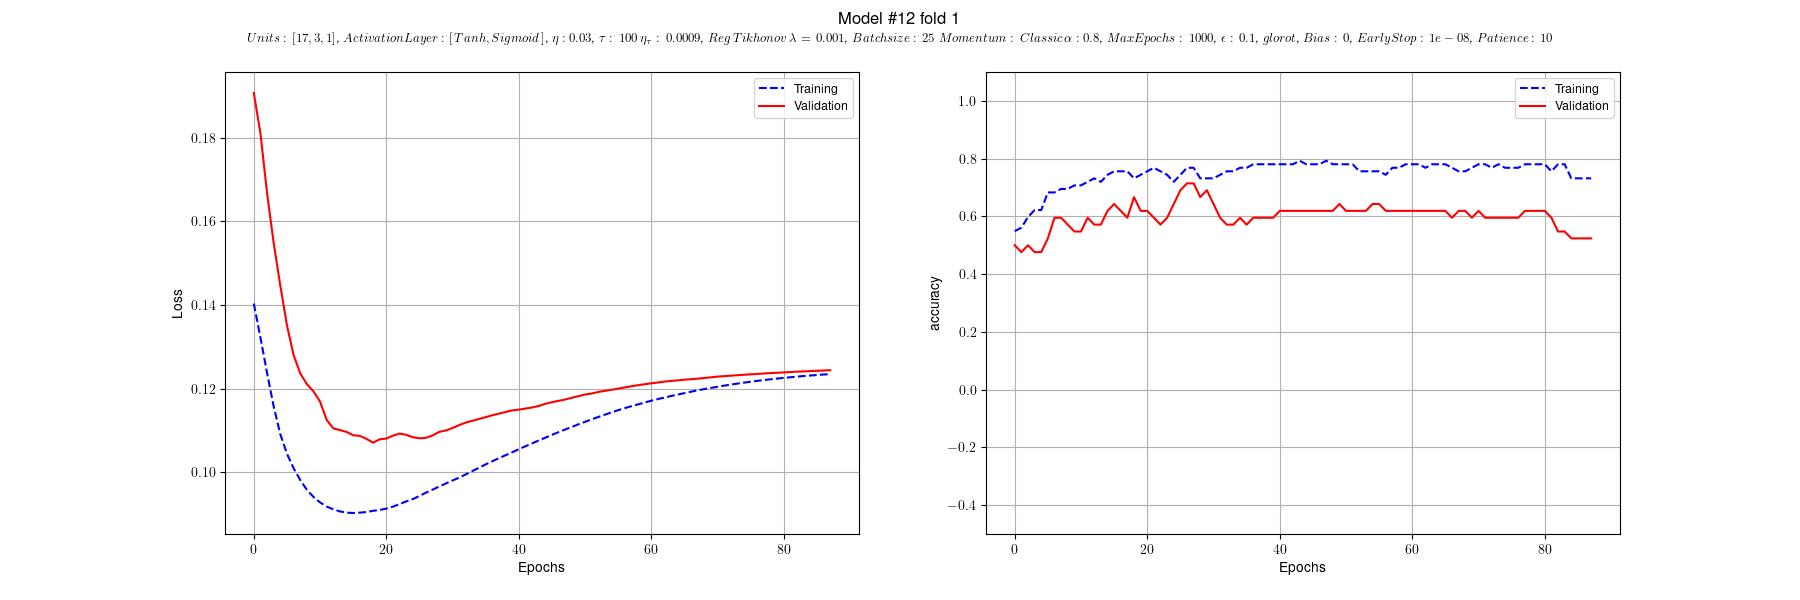 Model #12 fold 1
Units : [17, 3, 1], ActivationLayer : [Tanh, Sigmoid], η : 0.03, τ : 100 ητ : 0.0009, Reg Tikhonov λ = 0.001, Batchsize : 25 Momentum : Classic α : 0.8, MaxEpochs : 1000, ϵ : 0.1, glorot, Bias : 0, EarlyStop : 1e − 08, Patience : 10
Training
Validation
0.18
0.16
0.14
0.12
0.10
Loss
0 20 40 60 80
Epochs
Training
Validation
1.0
0.8
0.6
0.4
0.2
0.0
−0.2
−0.4
accuracy
0 20 40 60 80
Epochs